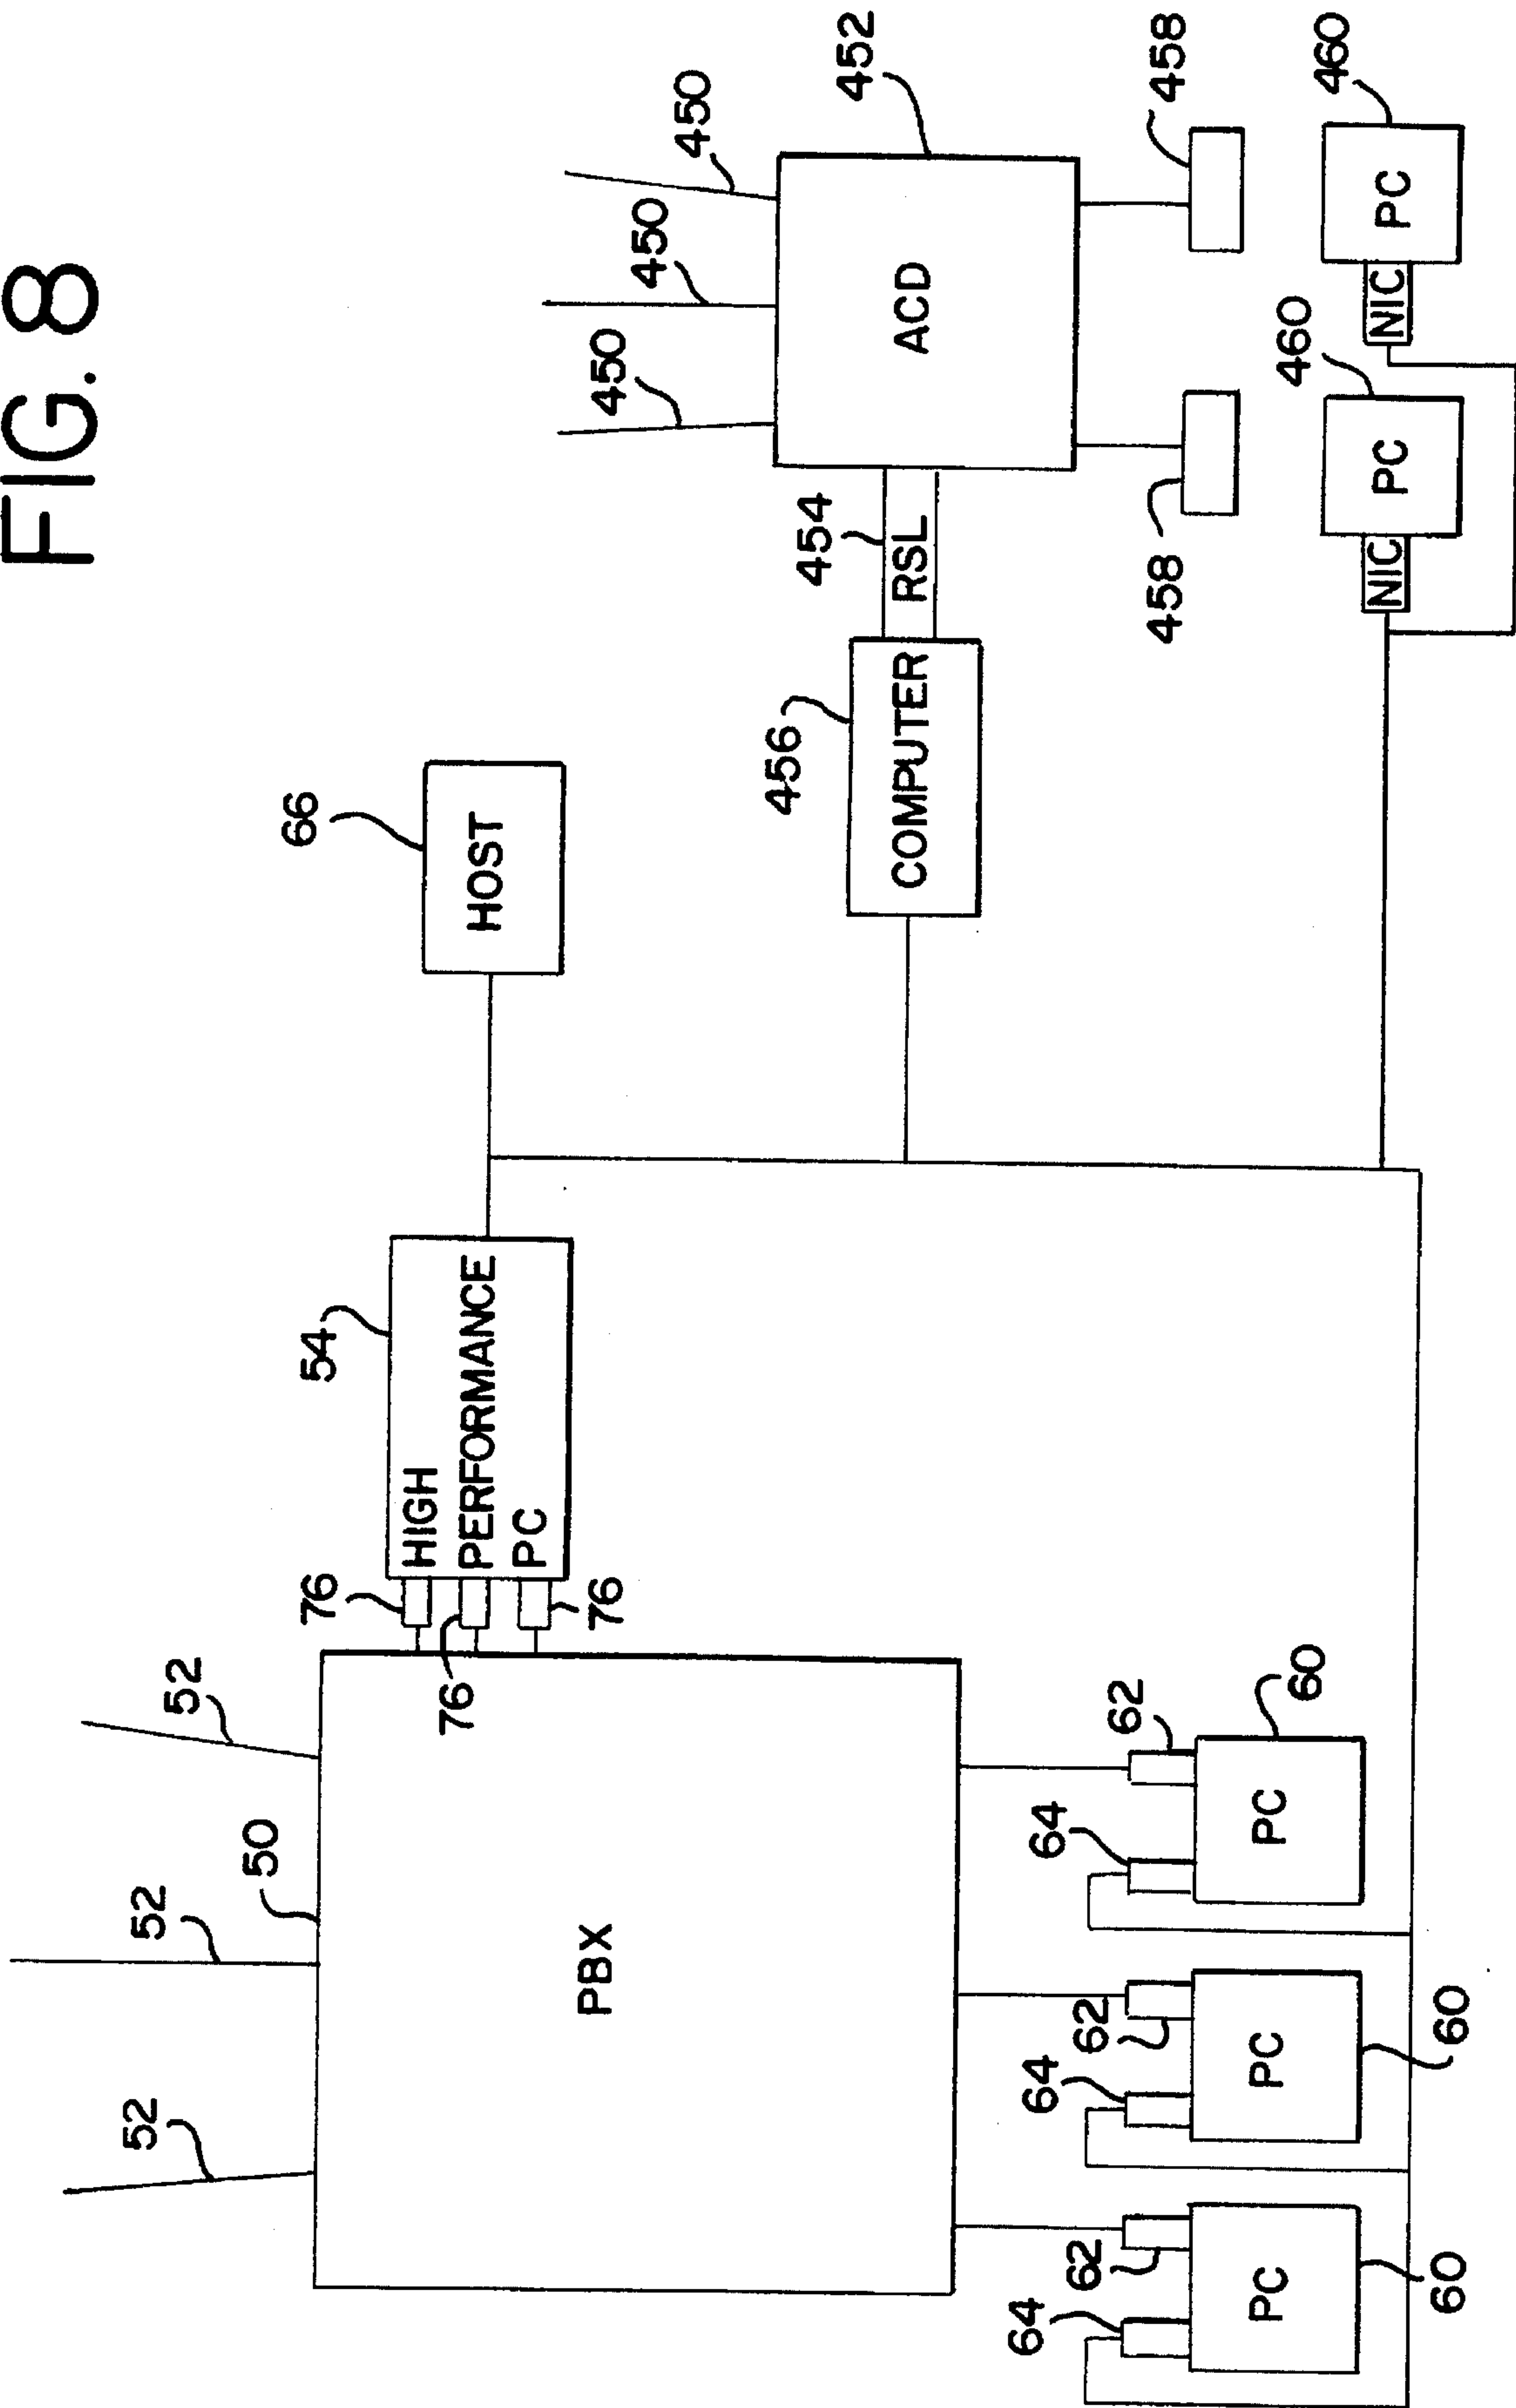 FIG. 8
52
52
52
50
PBX
76
76
76
54
HIGH
PERFORMANCE
PC
66
HOST
450
450
450
452
ACD
454
RSL
456
COMPUTER
458
458
460
460
NIC
PC
NIC
PC
64
62
PC
60
64
62
PC
60
64
62
PC
60